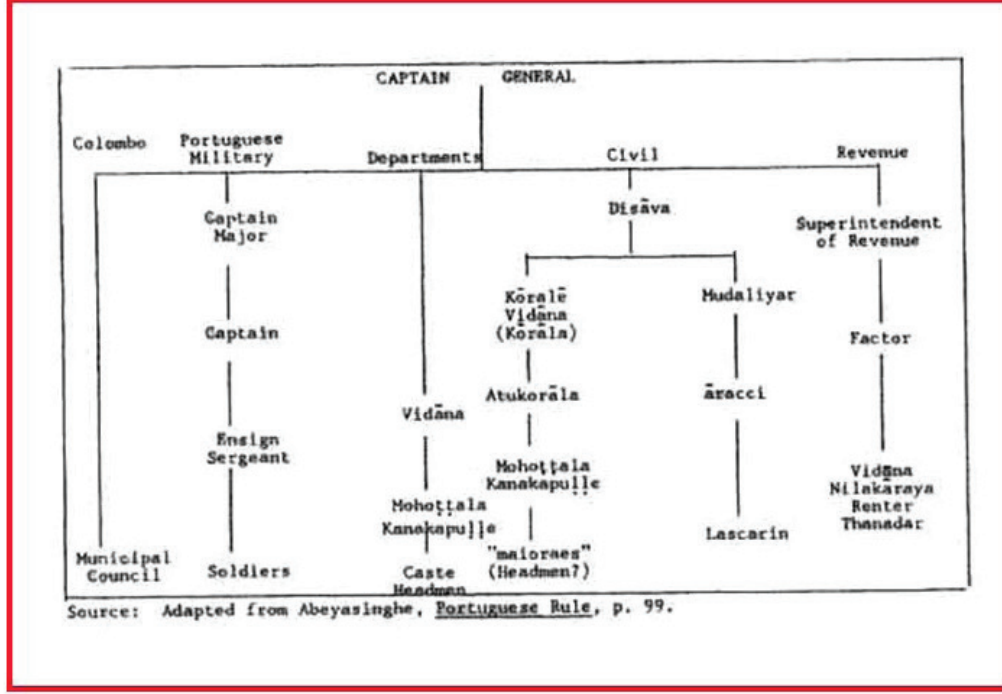 CAPTAIN GENERAL
Colombo
Portuguese
Military
Departments
Civil
Revenue
Captain
Major
Captain
Ensign
Sergeant
Soldiers
Municipal
Council
Vidāna
Mohoṭṭala
Kanakapuḷḷe
Caste
Headmen
Disāva
Kōralē
Vidāna
(Kōrāla)
Atukorāla
Mohoṭṭala
Kanakapuḷḷe
"maioraes"
(Headmen?)
Mudaliyar
āracci
Lascarin
Superintendent
of Revenue
Factor
Vidāna
Nilakāraya
Renter
Thanadar
Source: Adapted from Abeyasinghe, Portuguese Rule, p. 99.